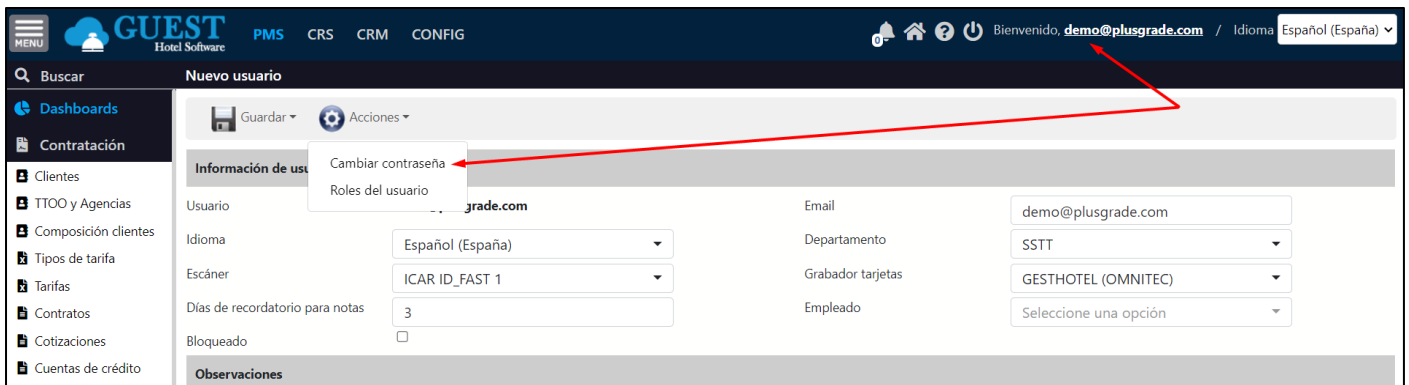 MENU
GUEST
Hotel Software
PMS CRS CRM CONFIG
0
Bienvenido, demo@plusgrade.com / Idioma Español (España)
Buscar
Nuevo usuario
Dashboards
Guardar Acciones
Contratación
Cambiar contraseña
Roles del usuario
Información de usu
Clientes
TTOO y Agencias
Composición clientes
Tipos de tarifa
Tarifas
Contratos
Cotizaciones
Cuentas de crédito
Usuario grade.com Email demo@plusgrade.com
Idioma Español (España) Departamento SSTT
Escáner ICAR ID_FAST 1 Grabador tarjetas GESTHOTEL (OMNITEC)
Días de recordatorio para notas 3 Empleado Seleccione una opción
Bloqueado
Observaciones